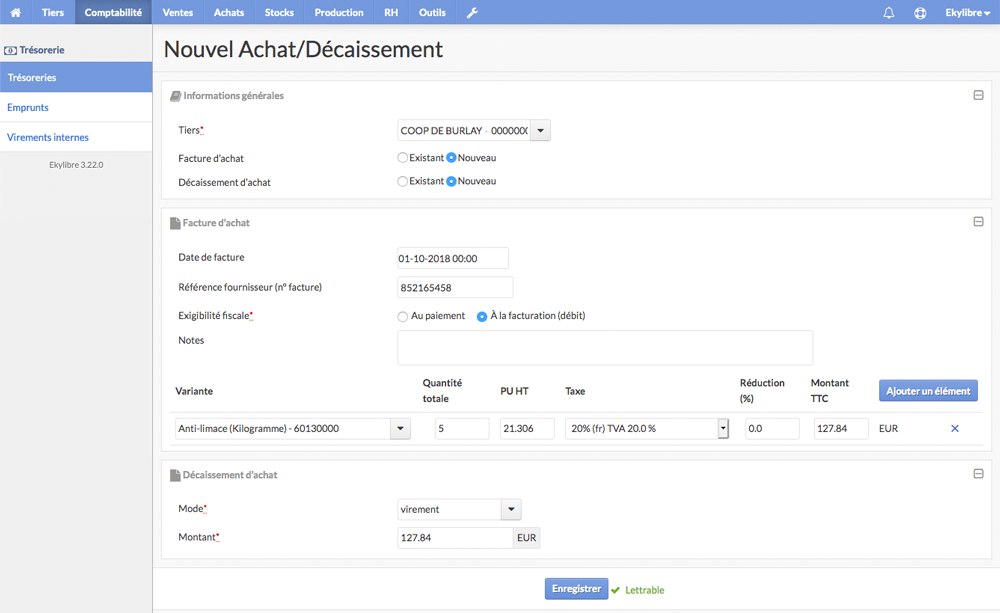 Tiers Comptabilité Ventes Achats Stocks Production RH Outils Ekylibre
Trésorerie
Trésoreries
Emprunts
Virements internes
Ekylibre 3.22.0
Nouvel Achat/Décaissement
Informations générales
Tiers* COOP DE BURLAY - 0000000
Facture d'achat Existant Nouveau
Décaissement d'achat Existant Nouveau
Facture d'achat
Date de facture 01-10-2018 00:00
Référence fournisseur (n° facture) 852165458
Exigibilité fiscale* Au paiement À la facturation (débit)
Notes
Variante Quantité totale PU HT Taxe Réduction (%) Montant TTC Ajouter un élément
Anti-limace (Kilogramme) - 60130000 5 21.306 20% (fr) TVA 20.0 % 0.0 127.84 EUR
Décaissement d'achat
Mode* virement
Montant* 127.84 EUR
Enregistrer Lettrable